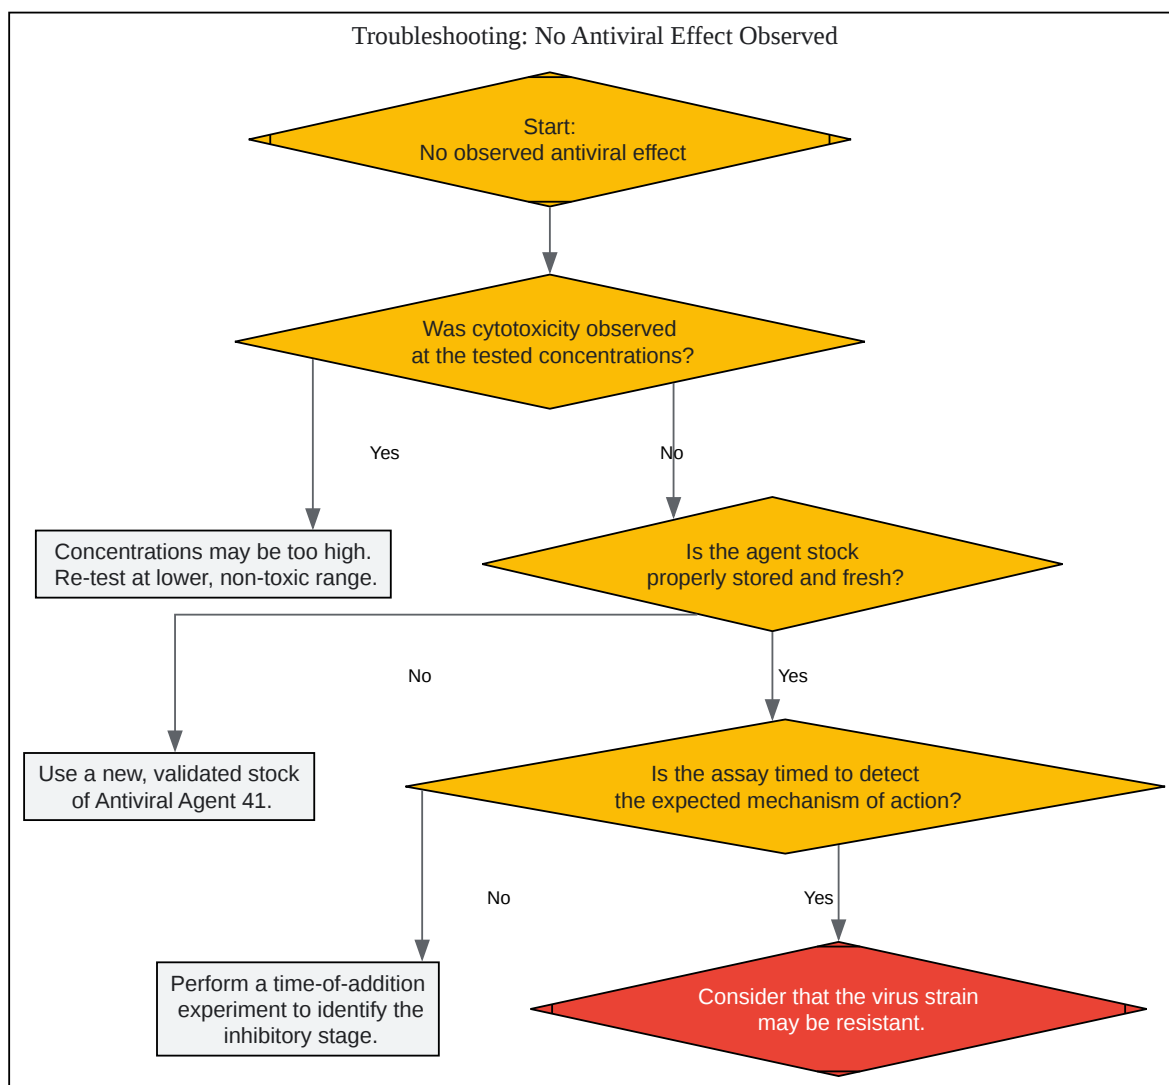 Troubleshooting: No Antiviral Effect Observed
Start:
No observed antiviral effect
Was cytotoxicity observed
at the tested concentrations?
Yes
No
Concentrations may be too high.
Re-test at lower, non-toxic range.
Is the agent stock
properly stored and fresh?
No
Yes
Use a new, validated stock
of Antiviral Agent 41.
Is the assay timed to detect
the expected mechanism of action?
No
Yes
Perform a time-of-addition
experiment to identify the
inhibitory stage.
Consider that the virus strain
may be resistant.